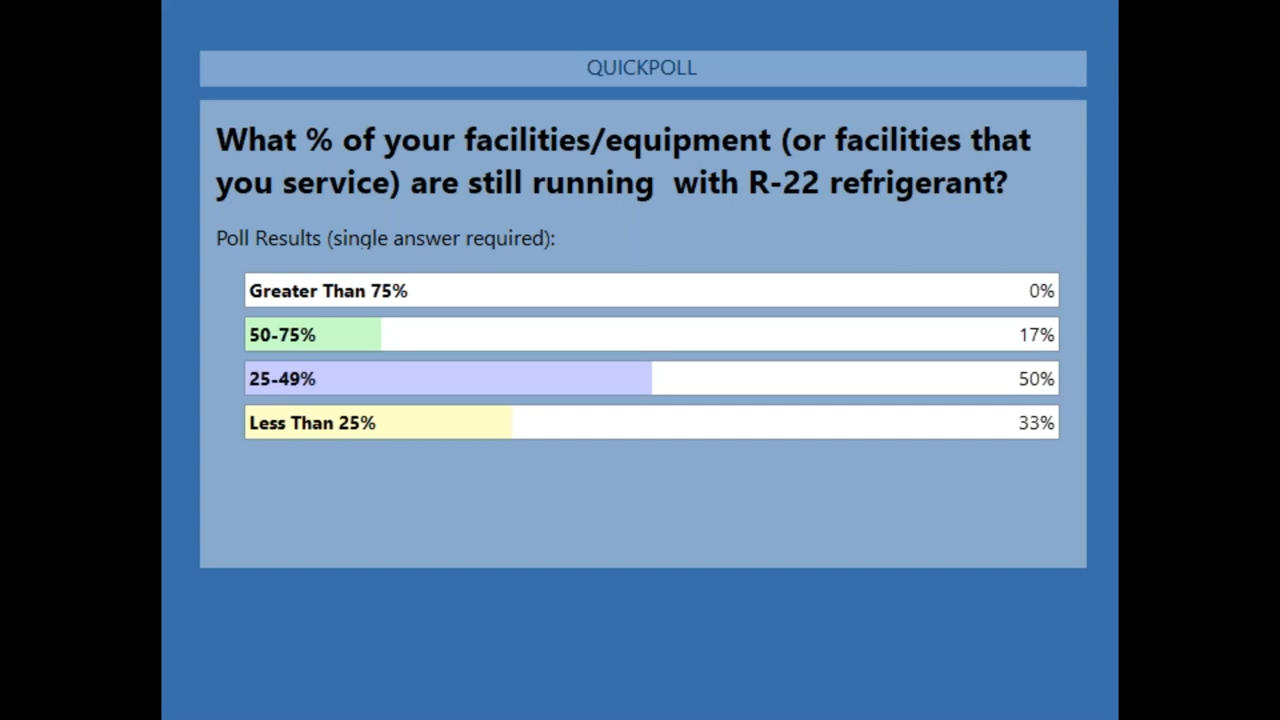 QUICKPOLL
What % of your facilities/equipment (or facilities that
you service) are still running  with R-22 refrigerant?
Poll Results (single answer required):
Greater Than 75% 0%
50-75% 17%
25-49% 50%
Less Than 25% 33%